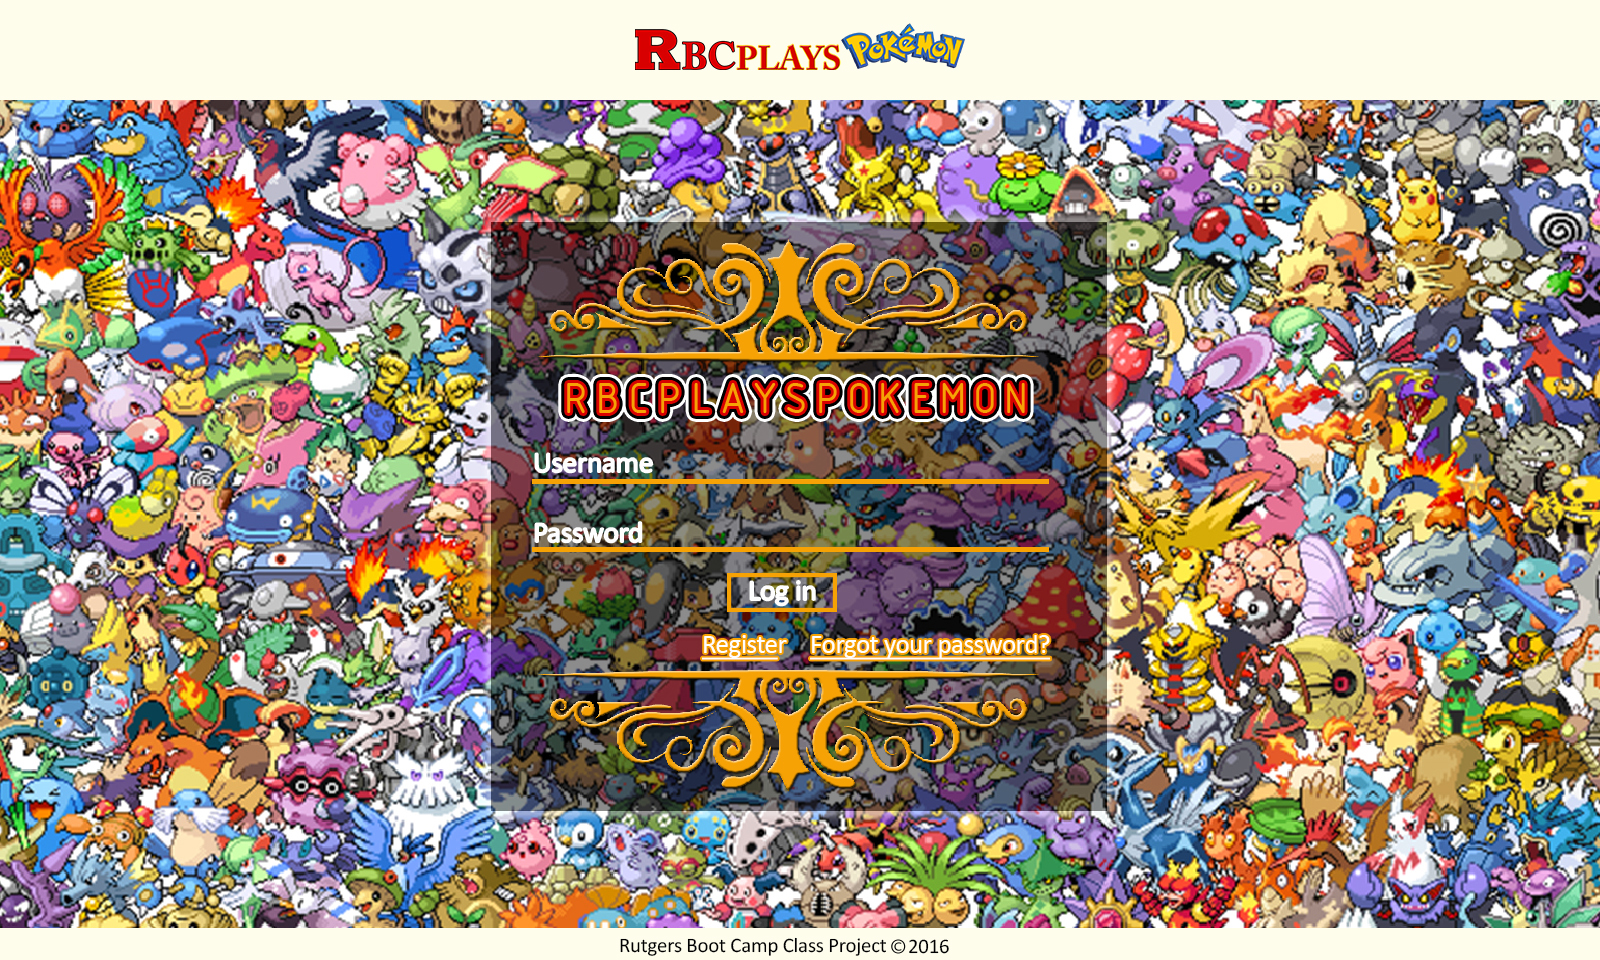 RBCPLAYS Pokémon
RBCPLAYSPOKEMON
Username
Password
Log in
Register Forgot your password?
Rutgers Boot Camp Class Project ©2016